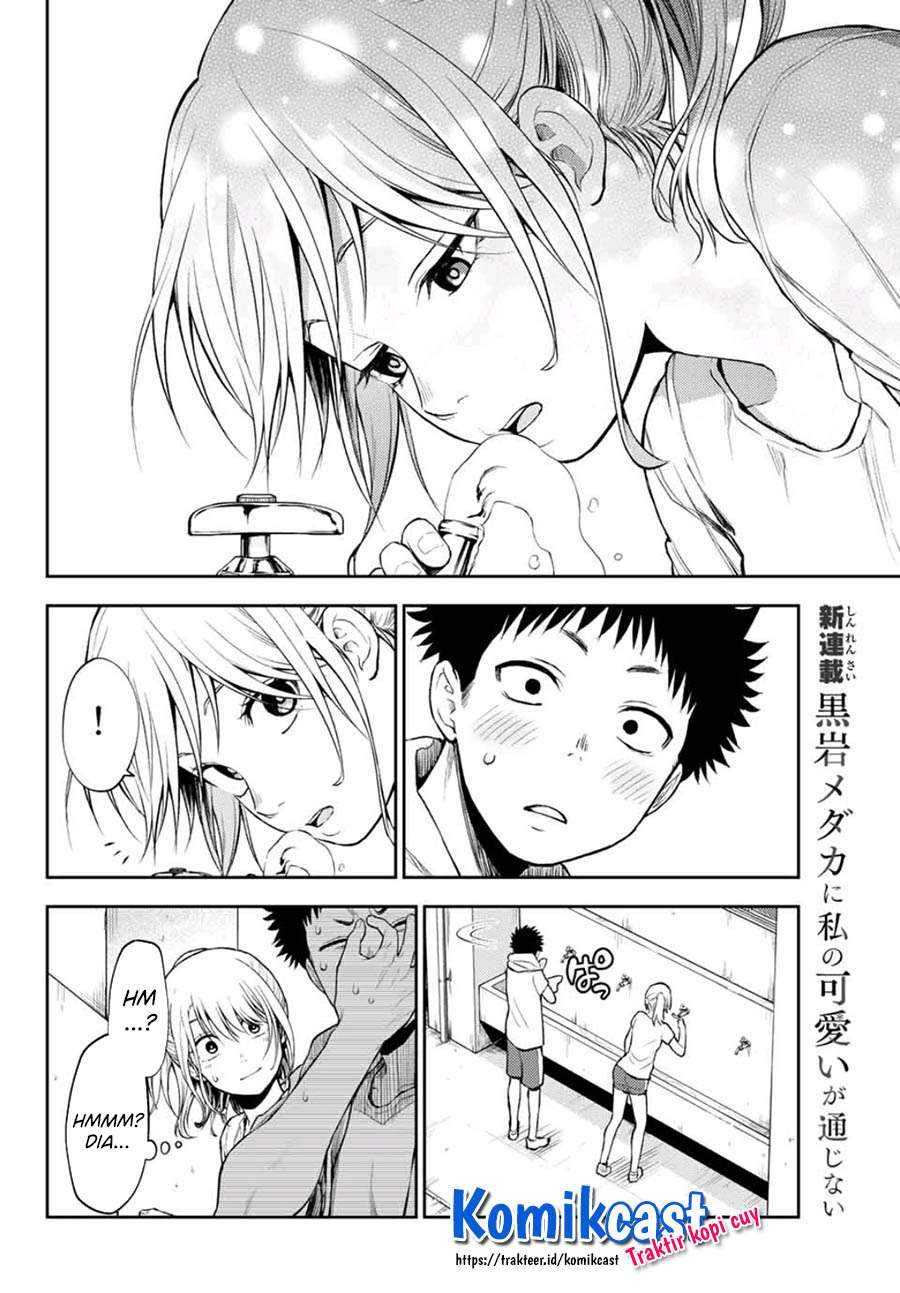 新連載
しんれんさい
黒岩メダカに私の可愛いが通じない
!
ぱっ
HM
...?
HMMM?
DIA...
Komikcast
Traktir kopi cuy
https://trakteer.id/komikcast